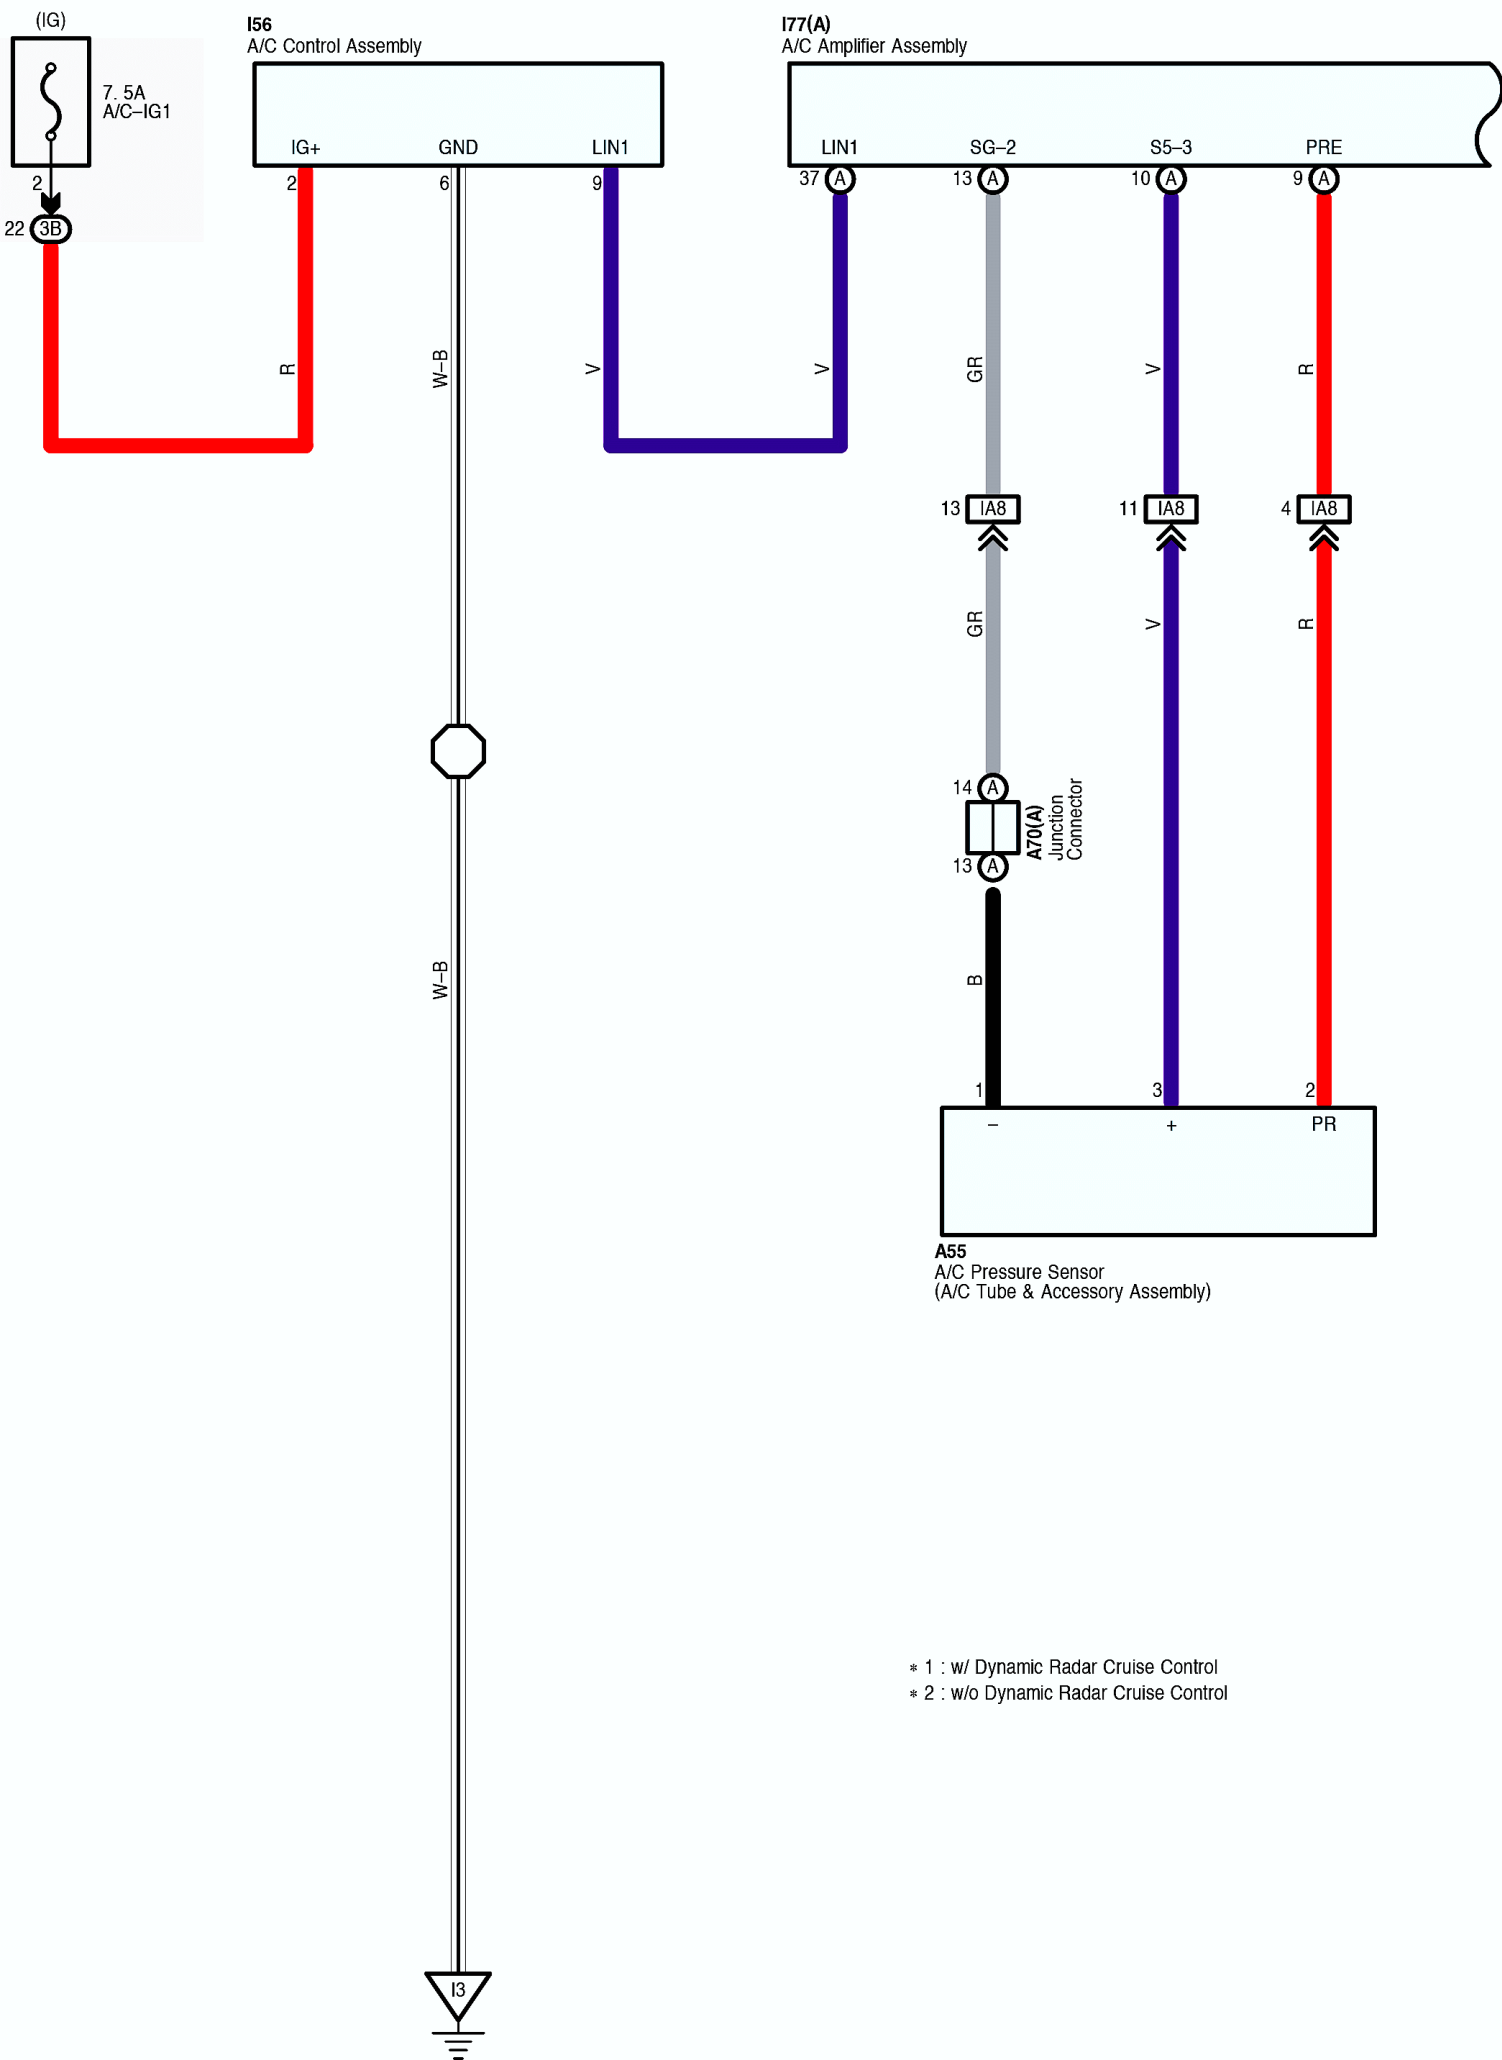 (IG)
7. 5A
A/C–IG1
2
22 3B
I56
A/C Control Assembly
IG+ GND LIN1
2 6 9
I77(A)
A/C Amplifier Assembly
LIN1 SG–2 S5–3 PRE
37 A 13 A 10 A 9 A
R W–B V V GR V R
13 IA8 11 IA8 4 IA8
GR V R
14 A
A70(A)
Junction
Connector
13 A
W–B B
1 3 2
– + PR
A55
A/C Pressure Sensor
(A/C Tube & Accessory Assembly)
* 1 : w/ Dynamic Radar Cruise Control
* 2 : w/o Dynamic Radar Cruise Control
I3